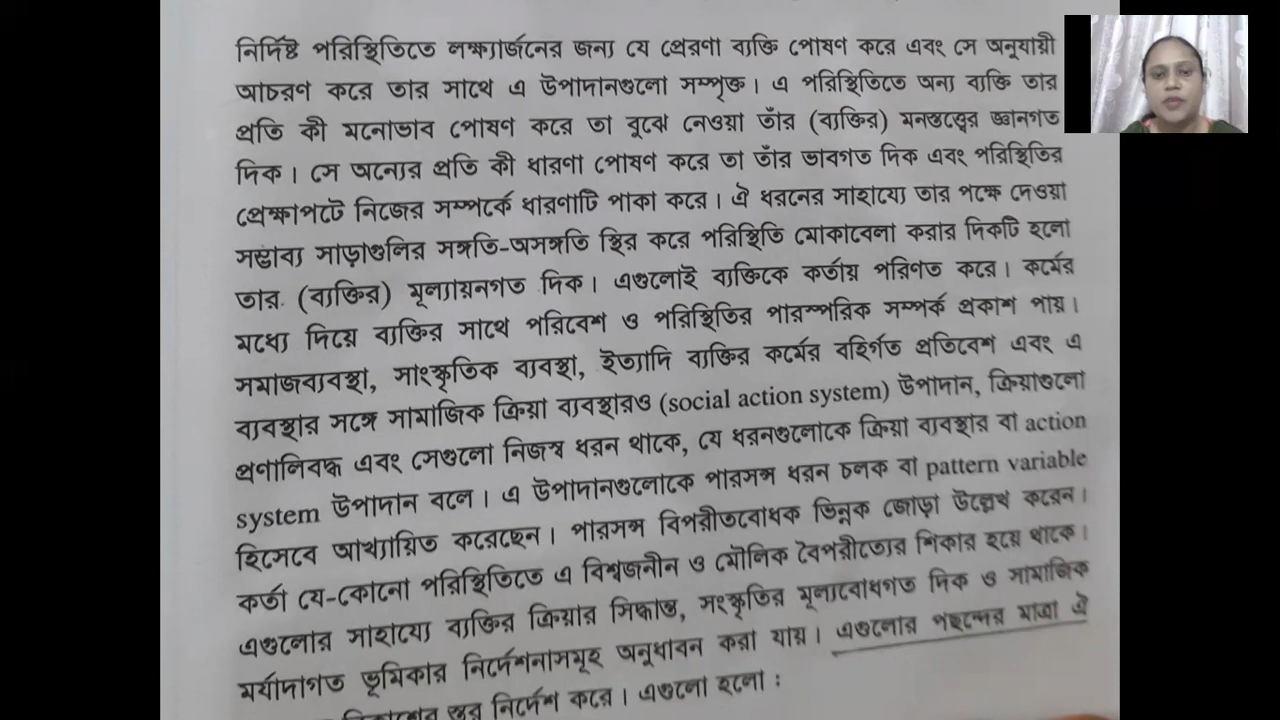 নির্দিষ্ট পরিস্থিতিতে লক্ষ্যার্জনের জন্য যে প্রেরণা ব্যক্তি পোষণ করে এবং সে অনুযায়ী
আচরণ করে তার সাথে এ উপাদানগুলো সম্পৃক্ত। এ পরিস্থিতিতে অন্য ব্যক্তি তার
প্রতি কী মনোভাব পোষণ করে তা বুঝে নেওয়া তাঁর (ব্যক্তির) মনস্তত্ত্বের জ্ঞানগত
দিক। সে অন্যের প্রতি কী ধারণা পোষণ করে তা তাঁর ভাবগত দিক এবং পরিস্থিতির
প্রেক্ষাপটে নিজের সম্পর্কে ধারণাটি পাকা করে। ঐ ধরনের সাহায্যে তার পক্ষে দেওয়া
সম্ভাব্য সাড়াগুলির সঙ্গতি-অসঙ্গতি স্থির করে পরিস্থিতি মোকাবেলা করার দিকটি হলো
তার (ব্যক্তির) মূল্যায়নগত দিক। এগুলোই ব্যক্তিকে কর্তায় পরিণত করে। কর্মের
মধ্যে দিয়ে ব্যক্তির সাথে পরিবেশ ও পরিস্থিতির পারস্পরিক সম্পর্ক প্রকাশ পায়।
সমাজব্যবস্থা, সাংস্কৃতিক ব্যবস্থা, ইত্যাদি ব্যক্তির কর্মের বহির্গত প্রতিবেশ এবং এ
ব্যবস্থার সঙ্গে সামাজিক ক্রিয়া ব্যবস্থারও (social action system) উপাদান, ক্রিয়াগুলো
প্রণালিবদ্ধ এবং সেগুলো নিজস্ব ধরন থাকে, যে ধরনগুলোকে ক্রিয়া ব্যবস্থার বা action
system উপাদান বলে। এ উপাদানগুলোকে পারসন্স ধরন চলক বা pattern variable
হিসেবে আখ্যায়িত করেছেন। পারসন্স বিপরীতবোধক ভিন্নক জোড়া উল্লেখ করেন।
কর্তা যে-কোনো পরিস্থিতিতে এ বিশ্বজনীন ও মৌলিক বৈপরীত্যের শিকার হয়ে থাকে।
এগুলোর সাহায্যে ব্যক্তির ক্রিয়ার সিদ্ধান্ত, সংস্কৃতির মূল্যবোধগত দিক ও সামাজিক
মর্যাদাগত ভূমিকার নির্দেশনাসমূহ অনুধাবন করা যায়। এগুলোর পছন্দের মাত্রা ঐ
স্তর নির্দেশ করে। এগুলো হলো :